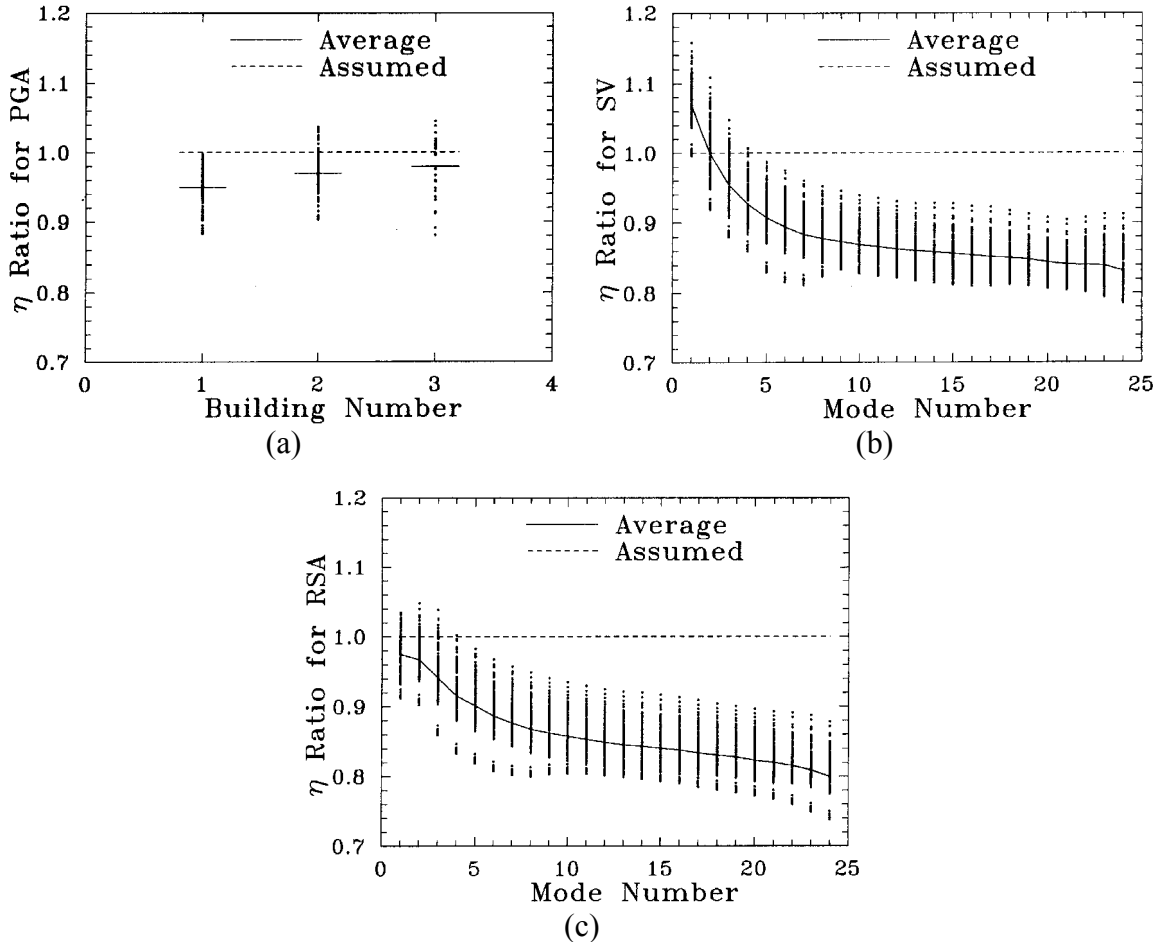 1.2
1.1
1.0
0.9
0.8
0.7
η Ratio for PGA
Average
Assumed
0 1 2 3 4
Building Number
(a)
1.2
1.1
1.0
0.9
0.8
0.7
η Ratio for SV
Average
Assumed
0 5 10 15 20 25
Mode Number
(b)
1.2
1.1
1.0
0.9
0.8
0.7
η Ratio for RSA
Average
Assumed
0 5 10 15 20 25
Mode Number
(c)